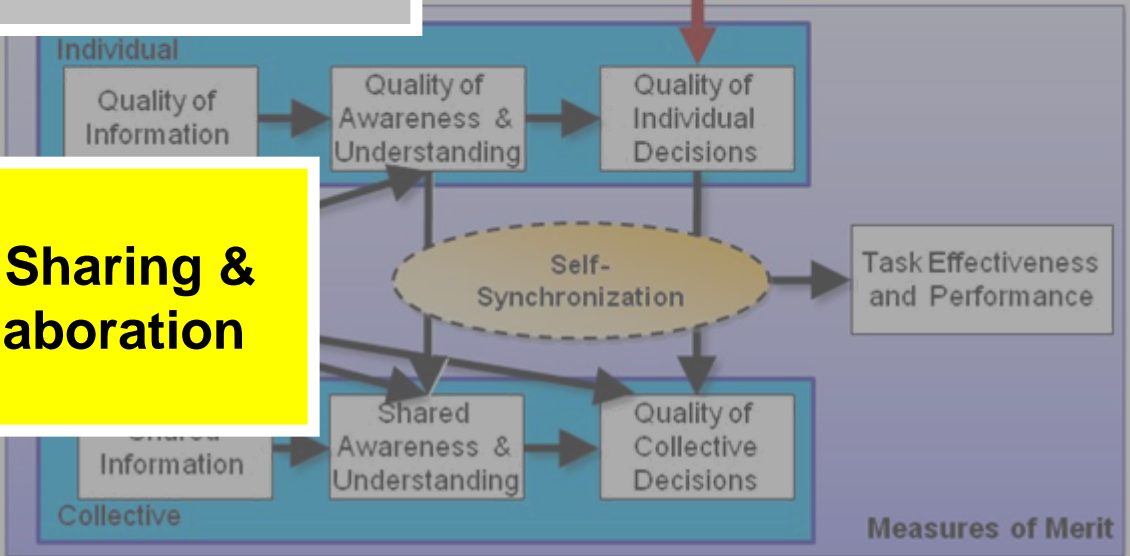 Individual
Quality of
Information
Quality of
Awareness &
Understanding
Quality of
Individual
Decisions
Sharing &
aboration
Self-
Synchronization
Task Effectiveness
and Performance
Shared
Information
Shared
Awareness &
Understanding
Quality of
Collective
Decisions
Collective
Measures of Merit